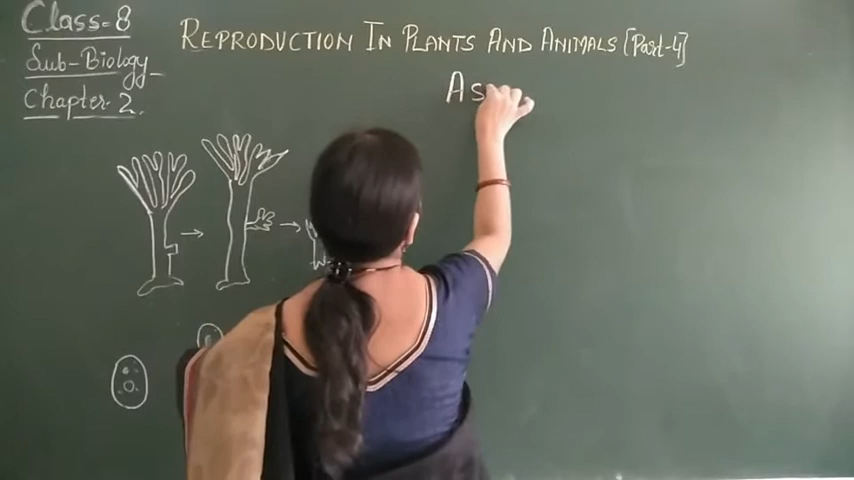 Class-8
Sub-Biology
Chapter-2.
REPRODUCTION IN PLANTS AND ANIMALS [Part-4]
As